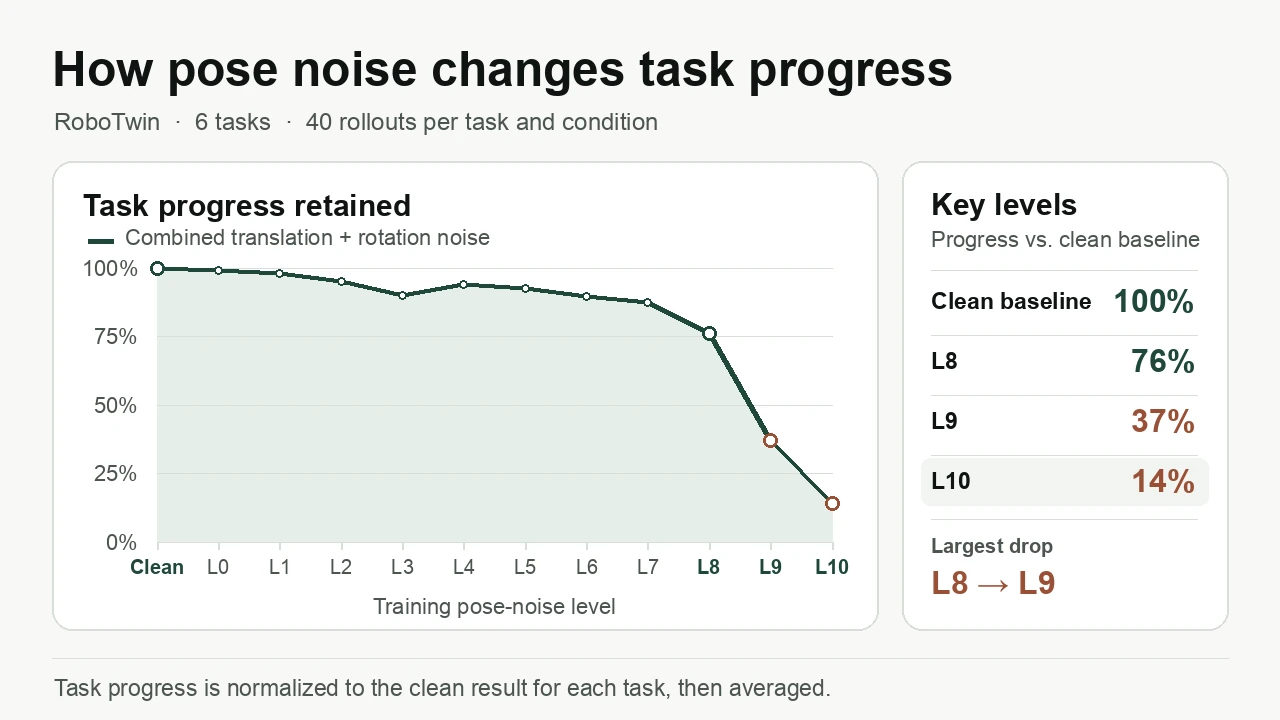 How pose noise changes task progress
RoboTwin · 6 tasks · 40 rollouts per task and condition
Task progress retained
Combined translation + rotation noise
100%
75%
50%
25%
0%
Clean L0 L1 L2 L3 L4 L5 L6 L7 L8 L9 L10
Training pose-noise level
Key levels
Progress vs. clean baseline
Clean baseline 100%
L8 76%
L9 37%
L10 14%
Largest drop
L8 → L9
Task progress is normalized to the clean result for each task, then averaged.